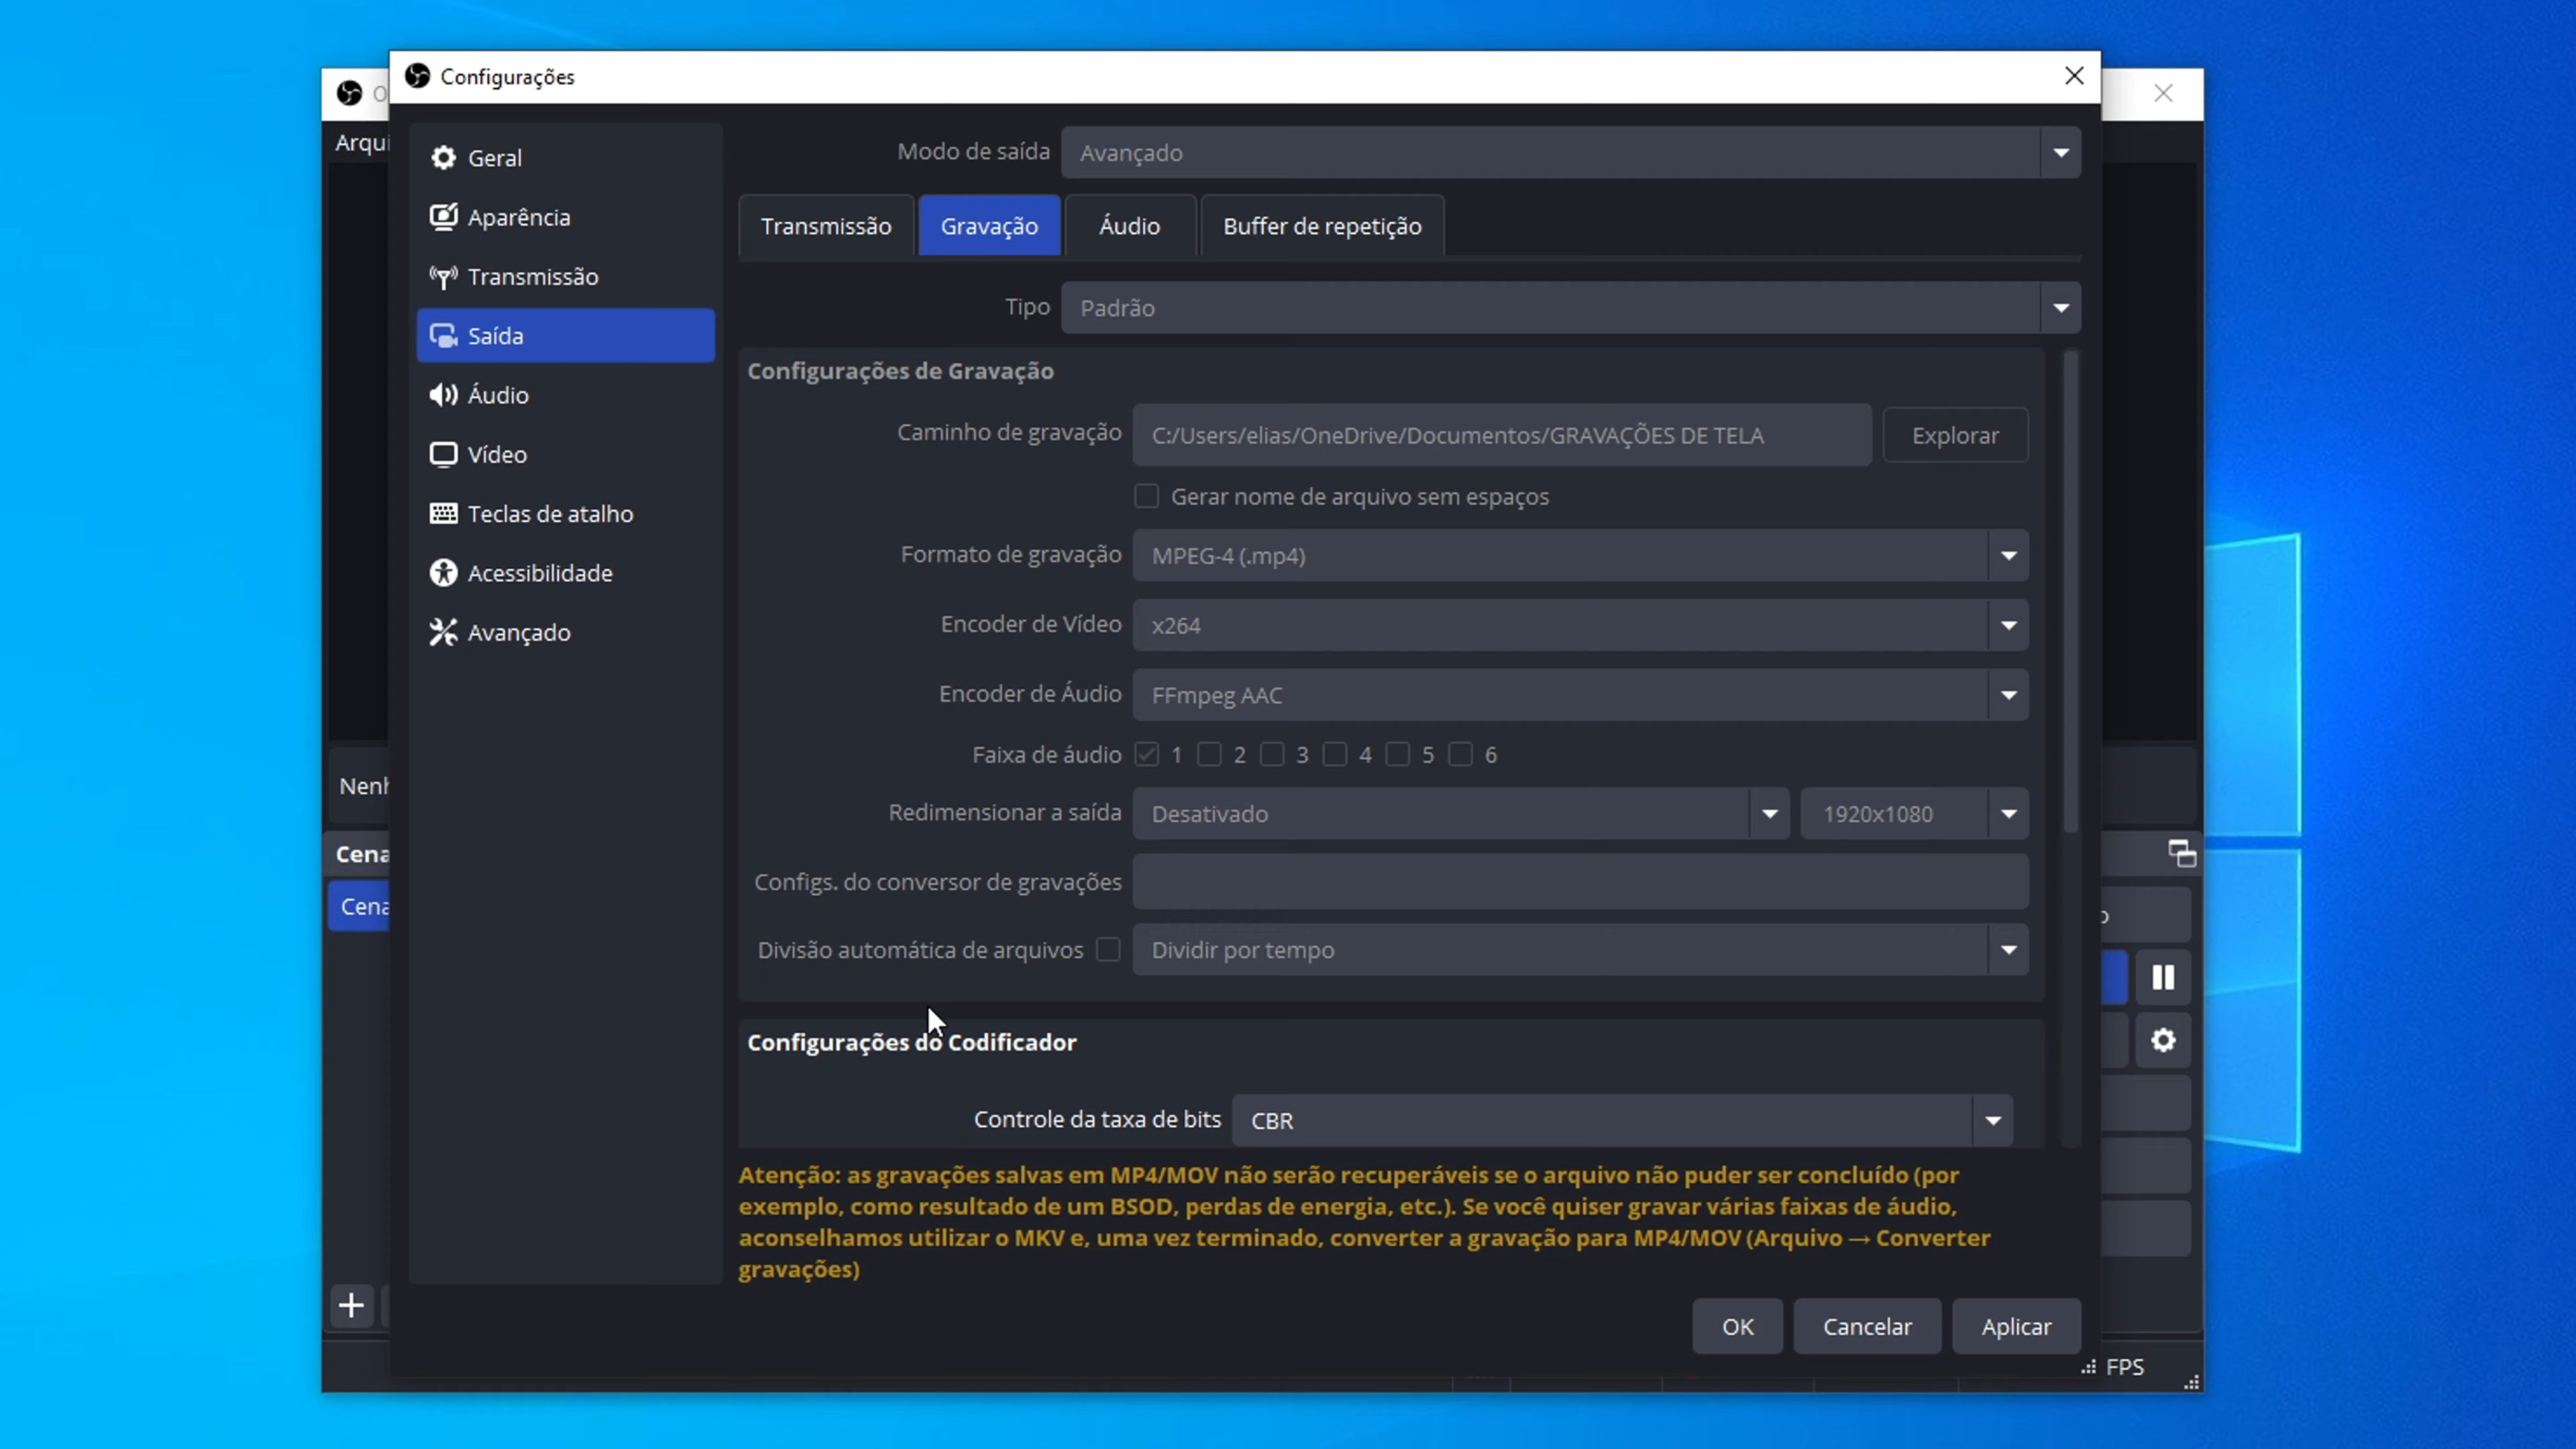 Configurações
Arqui
Geral
Aparência
Transmissão
Saída
Áudio
Vídeo
Teclas de atalho
Acessibilidade
Avançado
Modo de saída Avançado
Transmissão Gravação Áudio Buffer de repetição
Tipo Padrão
Configurações de Gravação
Caminho de gravação C:/Users/elias/OneDrive/Documentos/GRAVAÇÕES DE TELA Explorar
Gerar nome de arquivo sem espaços
Formato de gravação MPEG-4 (.mp4)
Encoder de Vídeo x264
Encoder de Áudio FFmpeg AAC
Faixa de áudio 1 2 3 4 5 6
Redimensionar a saída Desativado 1920x1080
Configs. do conversor de gravações
Divisão automática de arquivos Dividir por tempo
Configurações do Codificador
Controle da taxa de bits CBR
Atenção: as gravações salvas em MP4/MOV não serão recuperáveis se o arquivo não puder ser concluído (por
exemplo, como resultado de um BSOD, perdas de energia, etc.). Se você quiser gravar várias faixas de áudio,
aconselhamos utilizar o MKV e, uma vez terminado, converter a gravação para MP4/MOV (Arquivo → Converter
gravações)
OK Cancelar Aplicar
Nenh
Cena
Cena
FPS